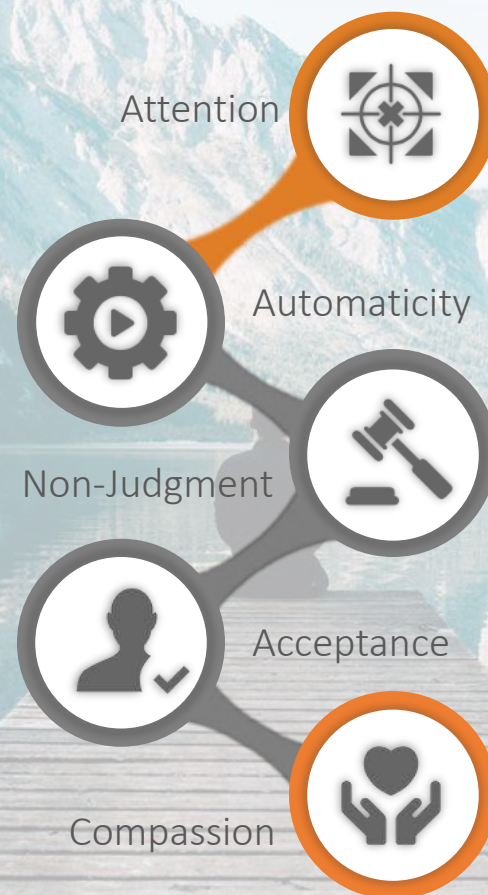 Attention
Automaticity
Non-Judgment
Acceptance
Compassion